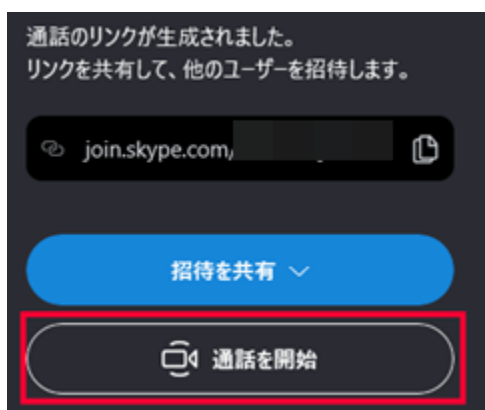 通話のリンクが生成されました。
リンクを共有して、他のユーザーを招待します。
join.skype.com/
招待を共有
通話を開始